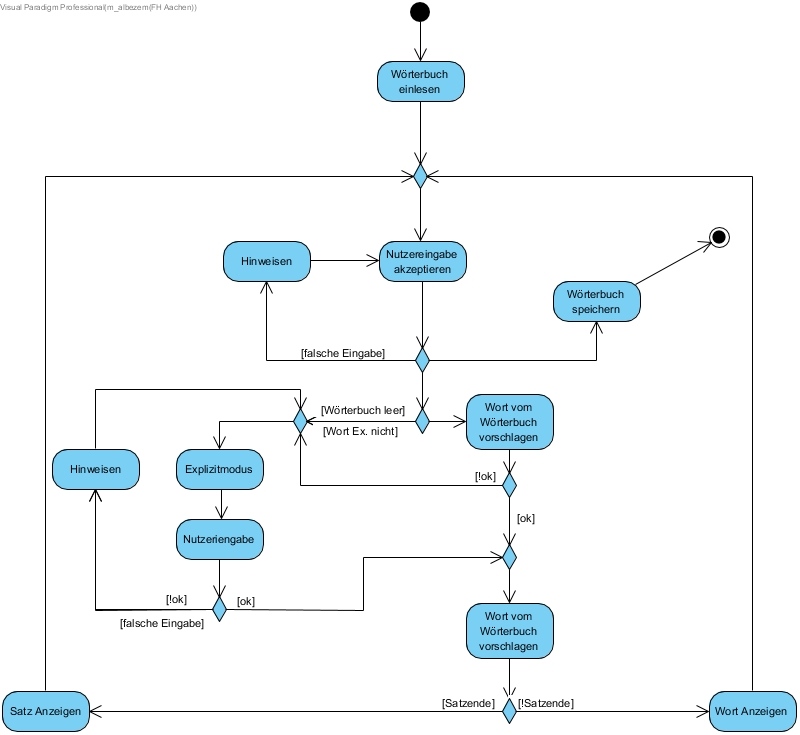 Visual Paradigm Professional(m_albezem(FH Aachen))
Wörterbuch
einlesen
Hinweisen
Nutzereingabe
akzeptieren
Wörterbuch
speichern
[falsche Eingabe]
[Wörterbuch leer]
[Wort Ex. nicht]
Wort vom
Wörterbuch
vorschlagen
Hinweisen
Explizitmodus
[!ok]
[ok]
Nutzeriengabe
[!ok]
[ok]
[falsche Eingabe]
Wort vom
Wörterbuch
vorschlagen
Satz Anzeigen
[Satzende]
[!Satzende]
Wort Anzeigen